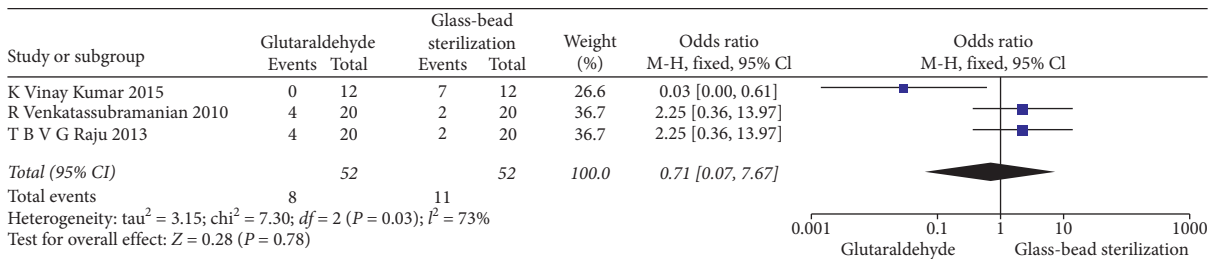 Study or subgroup Glutaraldehyde Glass-bead sterilization Weight (%) Odds ratio M-H, fixed, 95% CI Odds ratio M-H, fixed, 95% CI
Events Total Events Total
K Vinay Kumar 2015 0 12 7 12 26.6 0.03 [0.00, 0.61]
R Venkatassubramanian 2010 4 20 2 20 36.7 2.25 [0.36, 13.97]
T B V G Raju 2013 4 20 2 20 36.7 2.25 [0.36, 13.97]
Total (95% CI) 52 52 100.0 0.71 [0.07, 7.67]
Total events 8 11
Heterogeneity: tau² = 3.15; chi² = 7.30; df = 2 (P = 0.03); I² = 73%
Test for overall effect: Z = 0.28 (P = 0.78)
0.001 0.1 1 10 1000
Glutaraldehyde Glass-bead sterilization